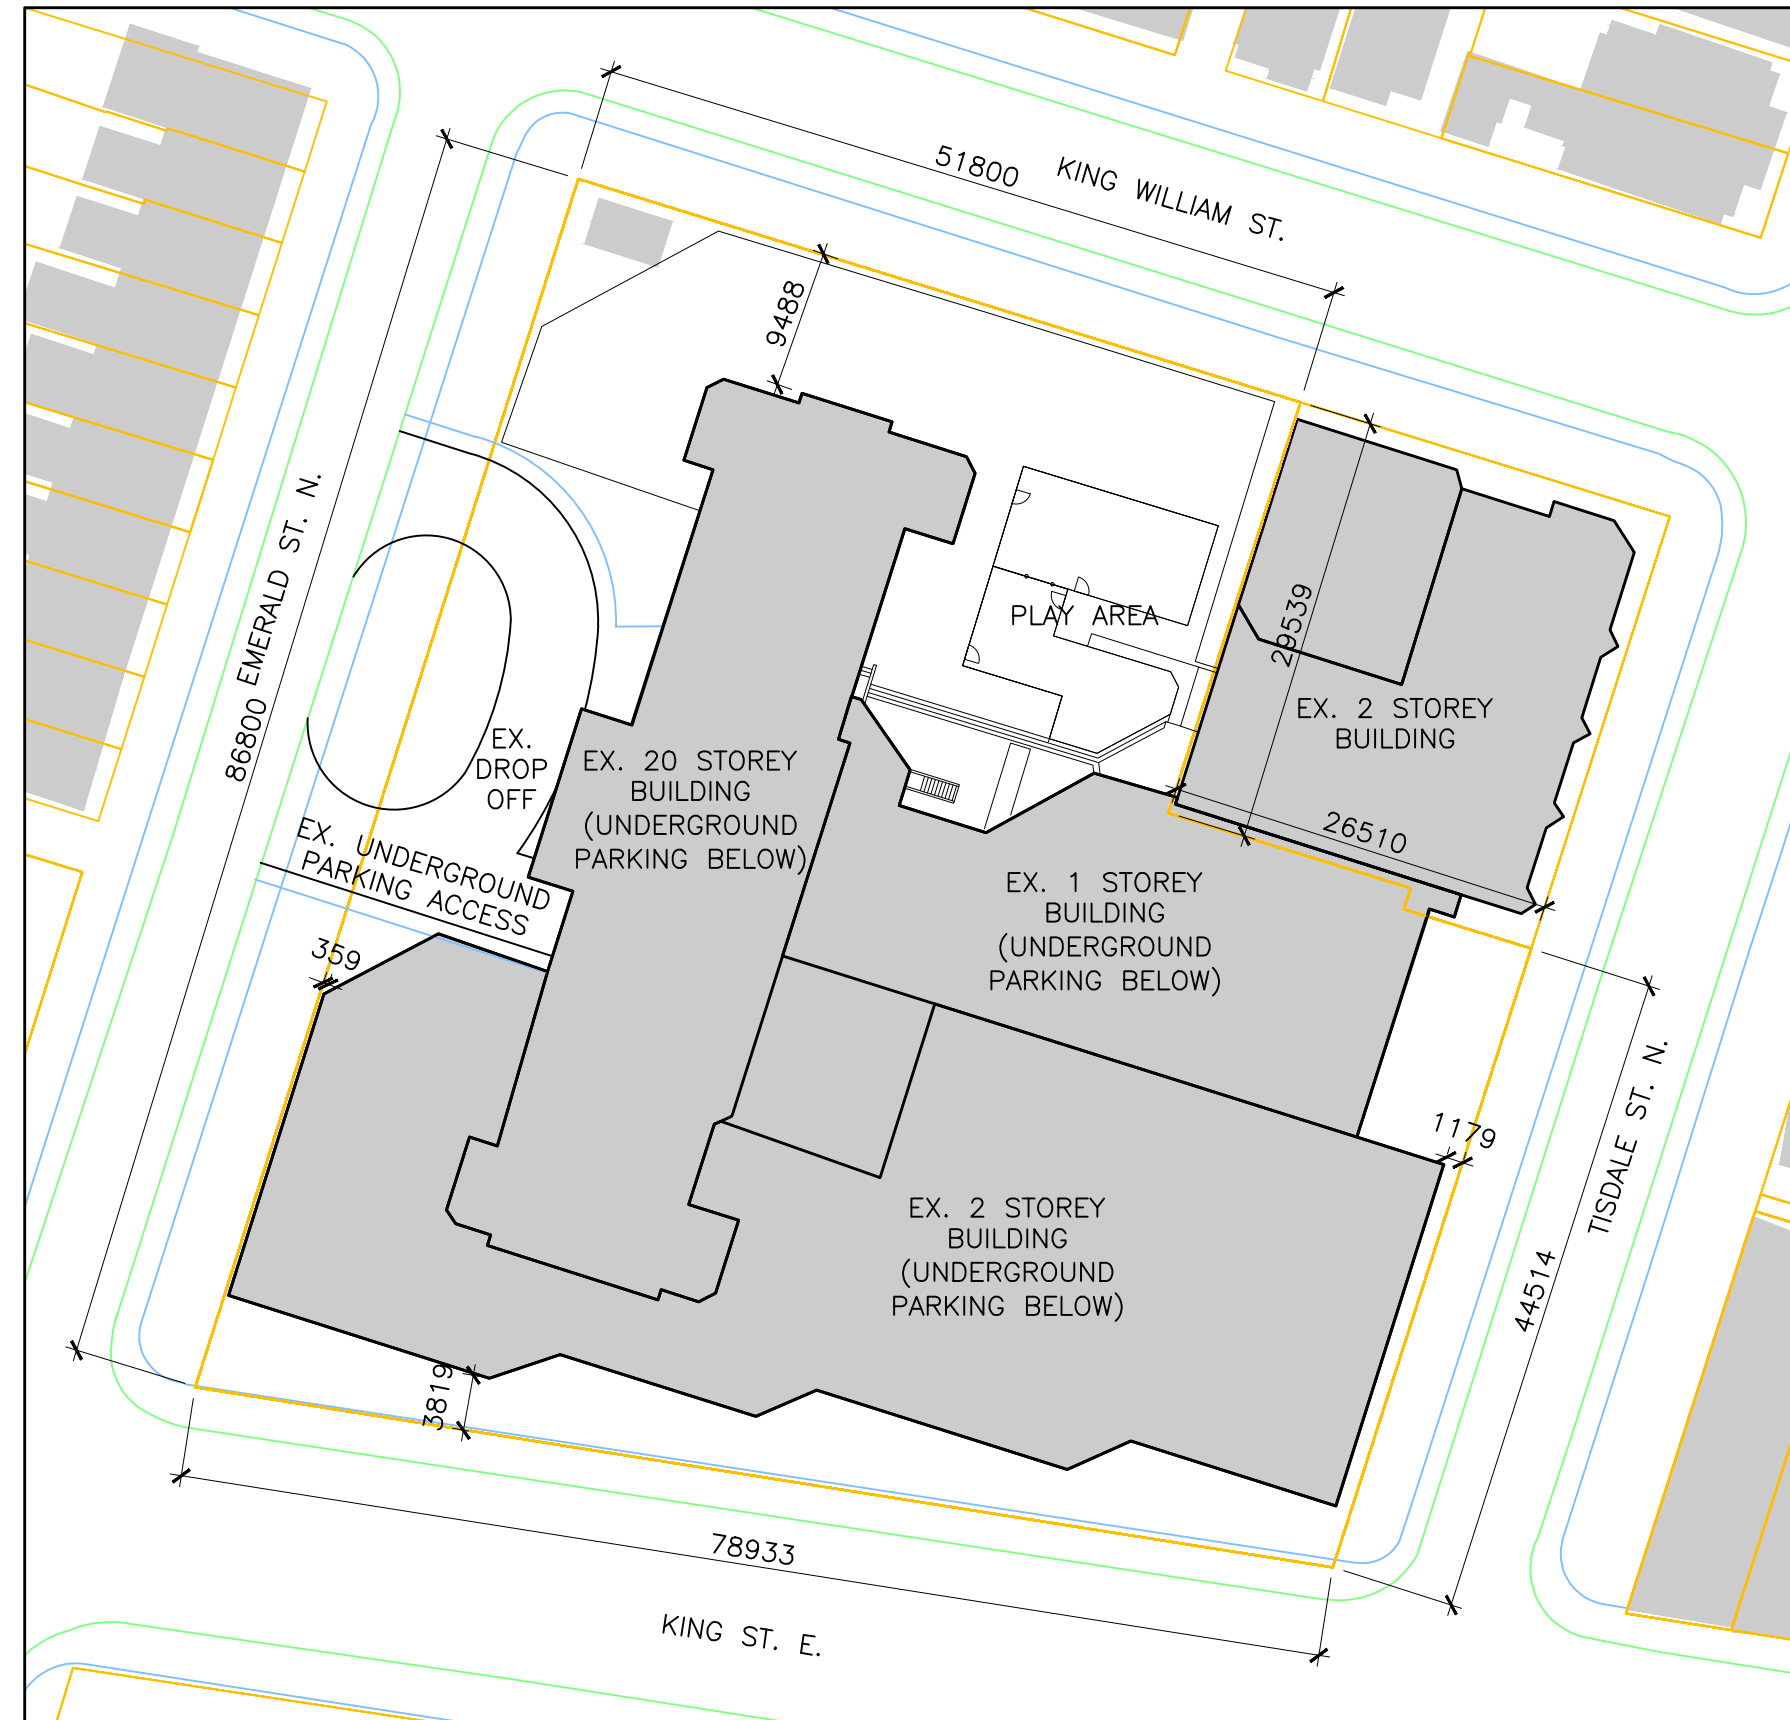 51800
KING WILLIAM ST.
9488
86800
EMERALD ST. N.
PLAY AREA
29539
EX. 2 STOREY
BUILDING
EX.
DROP
OFF
EX. 20 STOREY
BUILDING
(UNDERGROUND
PARKING BELOW)
26510
EX. UNDERGROUND
PARKING ACCESS
EX. 1 STOREY
BUILDING
(UNDERGROUND
PARKING BELOW)
359
1179
TISDALE ST. N.
44514
EX. 2 STOREY
BUILDING
(UNDERGROUND
PARKING BELOW)
3819
78933
KING ST. E.